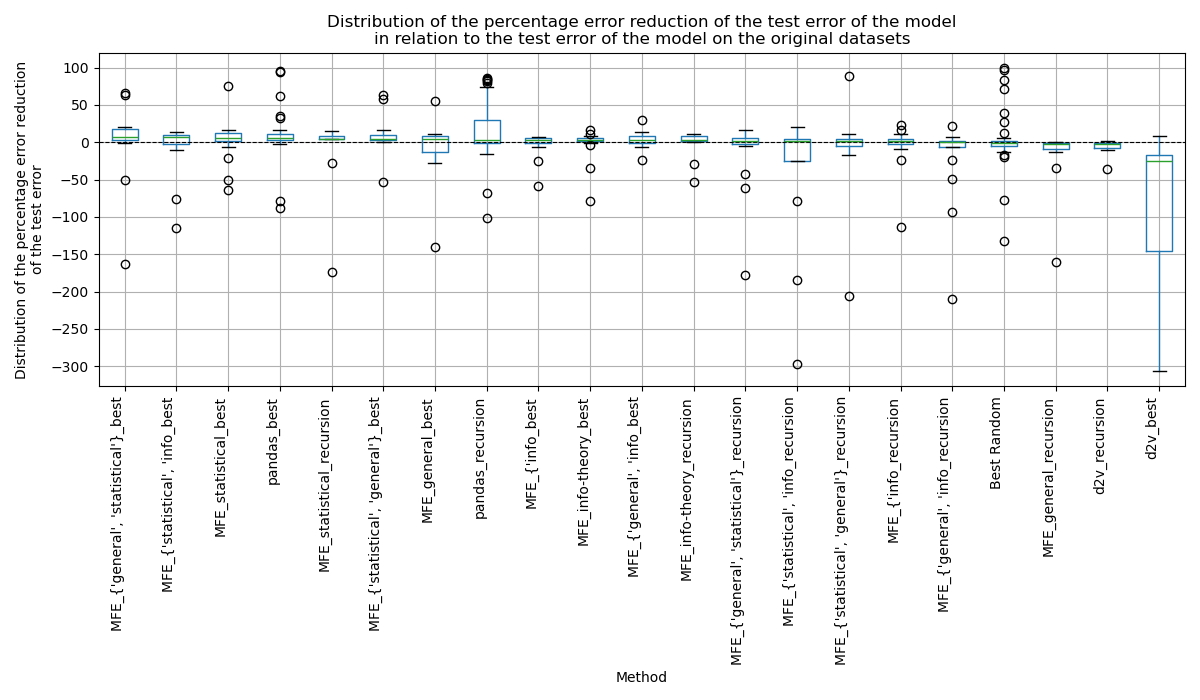 Distribution of the percentage error reduction of the test error of the model
in relation to the test error of the model on the original datasets
Distribution of the percentage error reduction
of the test error
100
50
0
−50
−100
−150
−200
−250
−300
MFE_{'general', 'statistical'}_best
MFE_{'statistical', 'info_best
MFE_statistical_best
pandas_best
MFE_statistical_recursion
MFE_{'statistical', 'general'}_best
MFE_general_best
pandas_recursion
MFE_{'info_best
MFE_info-theory_best
MFE_{'general', 'info_best
MFE_info-theory_recursion
MFE_{'general', 'statistical'}_recursion
MFE_{'statistical', 'info_recursion
MFE_{'statistical', 'general'}_recursion
MFE_{'info_recursion
MFE_{'general', 'info_recursion
Best Random
MFE_general_recursion
d2v_recursion
d2v_best
Method